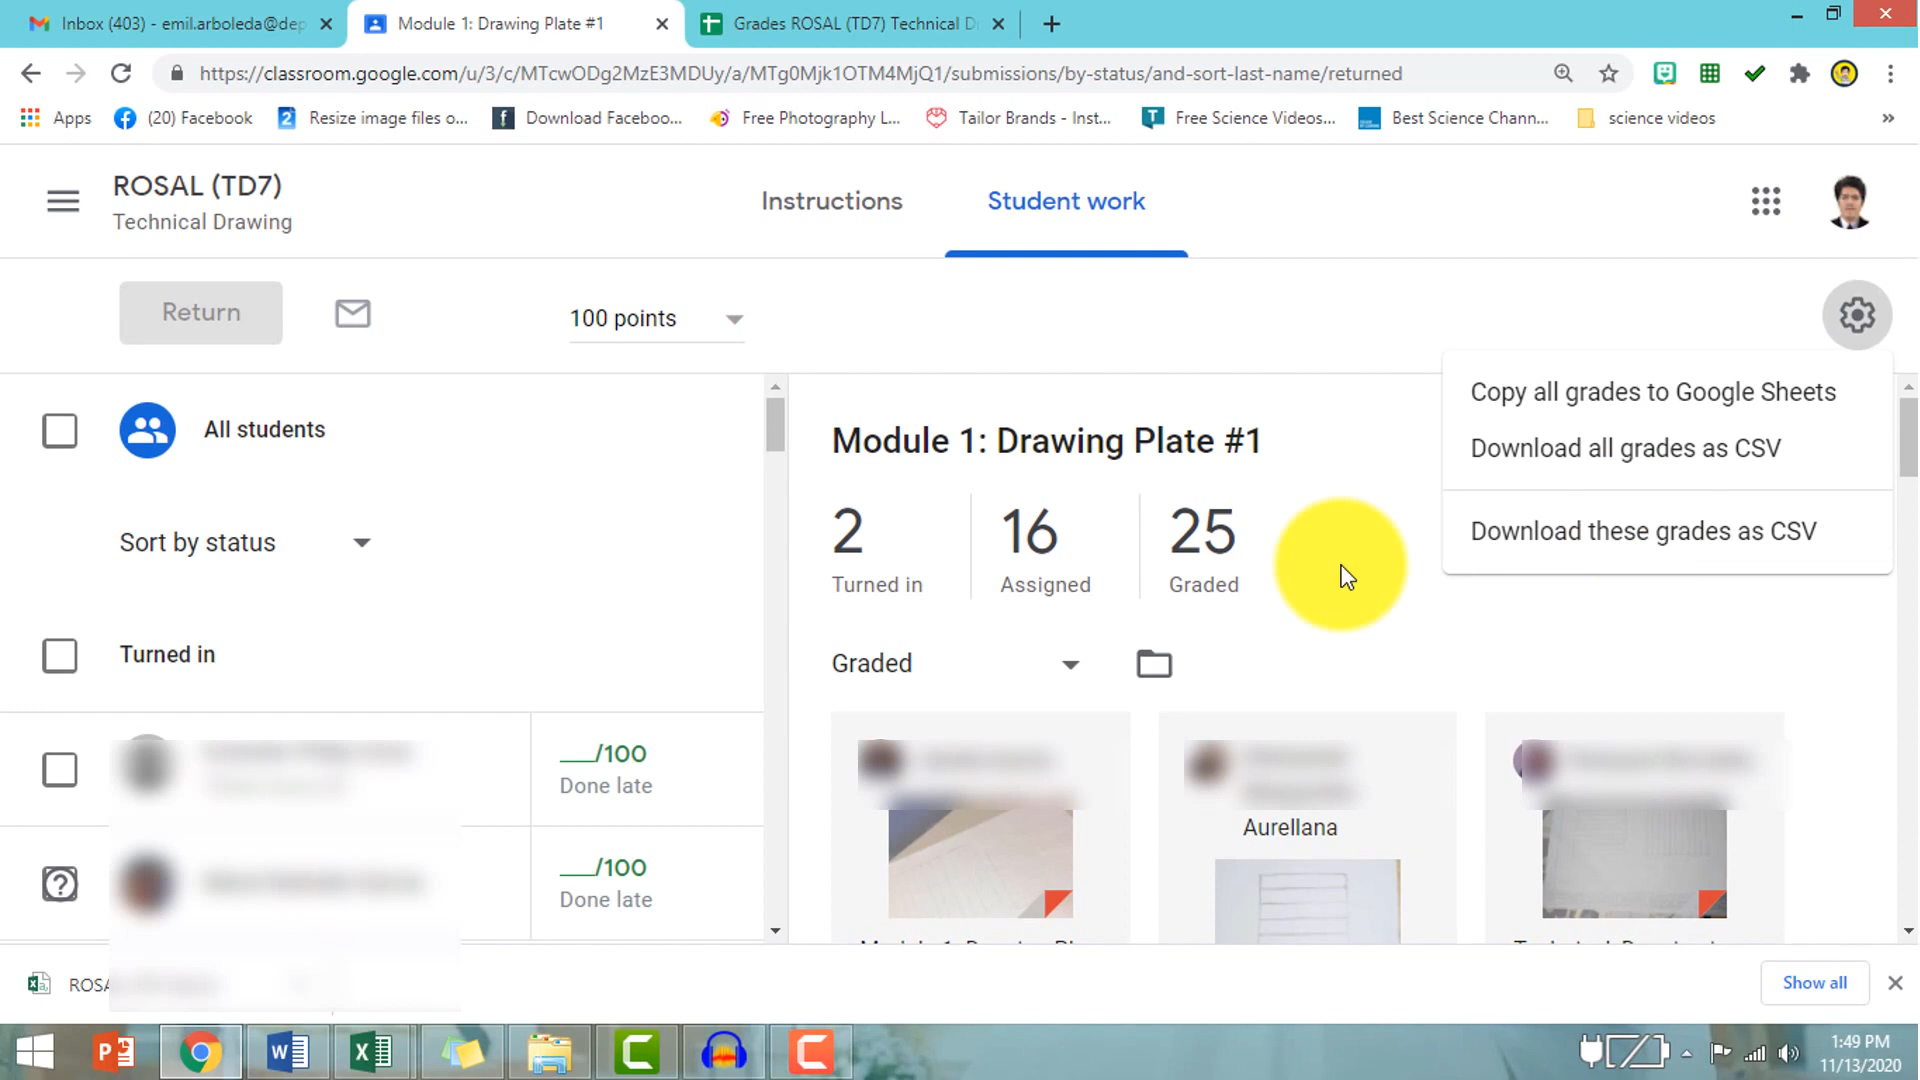 Inbox (403) - emil.arboleda@dep
Module 1: Drawing Plate #1
Grades ROSAL (TD7) Technical D
https://classroom.google.com/u/3/c/MTcwODg2MzE3MDUy/a/MTg0Mjk1OTM4MjQ1/submissions/by-status/and-sort-last-name/returned
Apps
(20) Facebook
Resize image files o...
Download Faceboo...
Free Photography L...
Tailor Brands - Inst...
Free Science Videos...
Best Science Chann...
science videos
ROSAL (TD7)
Technical Drawing
Instructions
Student work
Return
100 points
Copy all grades to Google Sheets
Download all grades as CSV
Download these grades as CSV
All students
Sort by status
Turned in
Module 1: Drawing Plate #1
2
Turned in
16
Assigned
25
Graded
Graded
___/100
Done late
___/100
Done late
Aurellana
ROSA
Show all
1:49 PM
11/13/2020